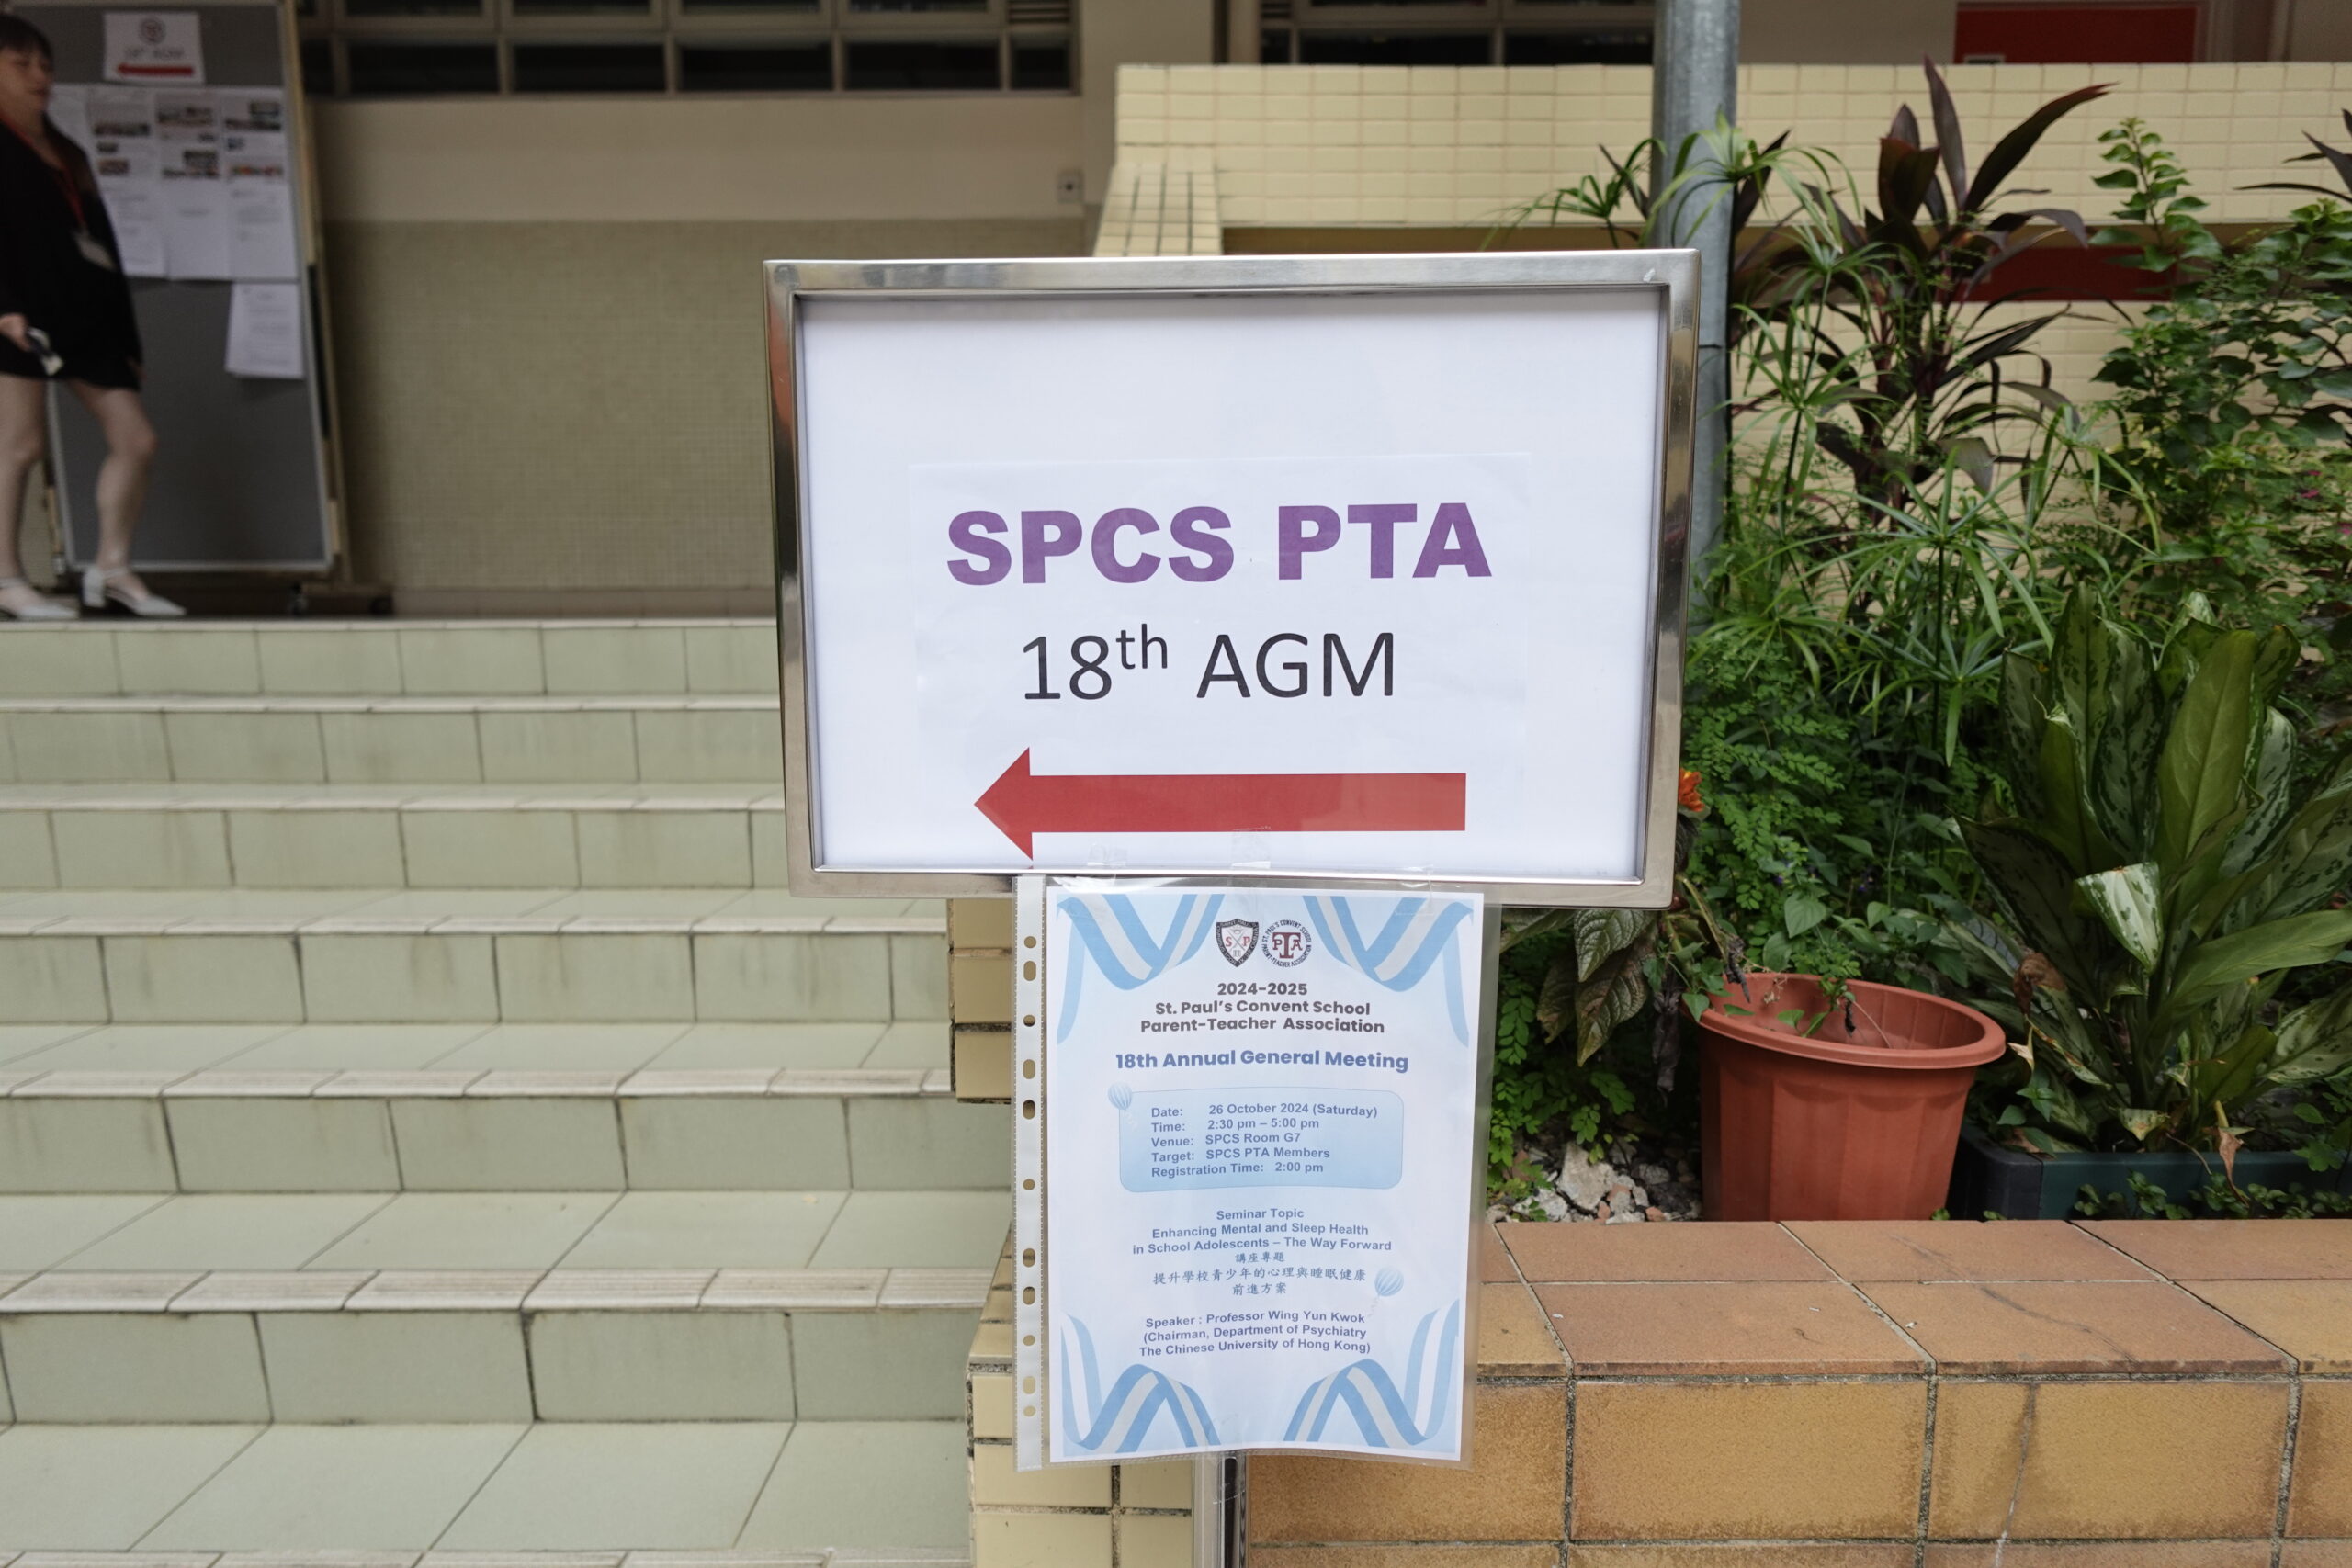 SPCS PTA
18th AGM
2024-2025
St. Paul's Convent School
Parent-Teacher Association
18th Annual General Meeting
Date: 26 October 2024 (Saturday)
Time: 2:30 pm – 5:00 pm
Venue: SPCS Room G7
Target: SPCS PTA Members
Registration Time: 2:00 pm
Seminar Topic
Enhancing Mental and Sleep Health
in School Adolescents – The Way Forward
講座專題
提升學校青少年的心理與睡眠健康
前進方案
Speaker : Professor Wing Yun Kwok
(Chairman, Department of Psychiatry
The Chinese University of Hong Kong)